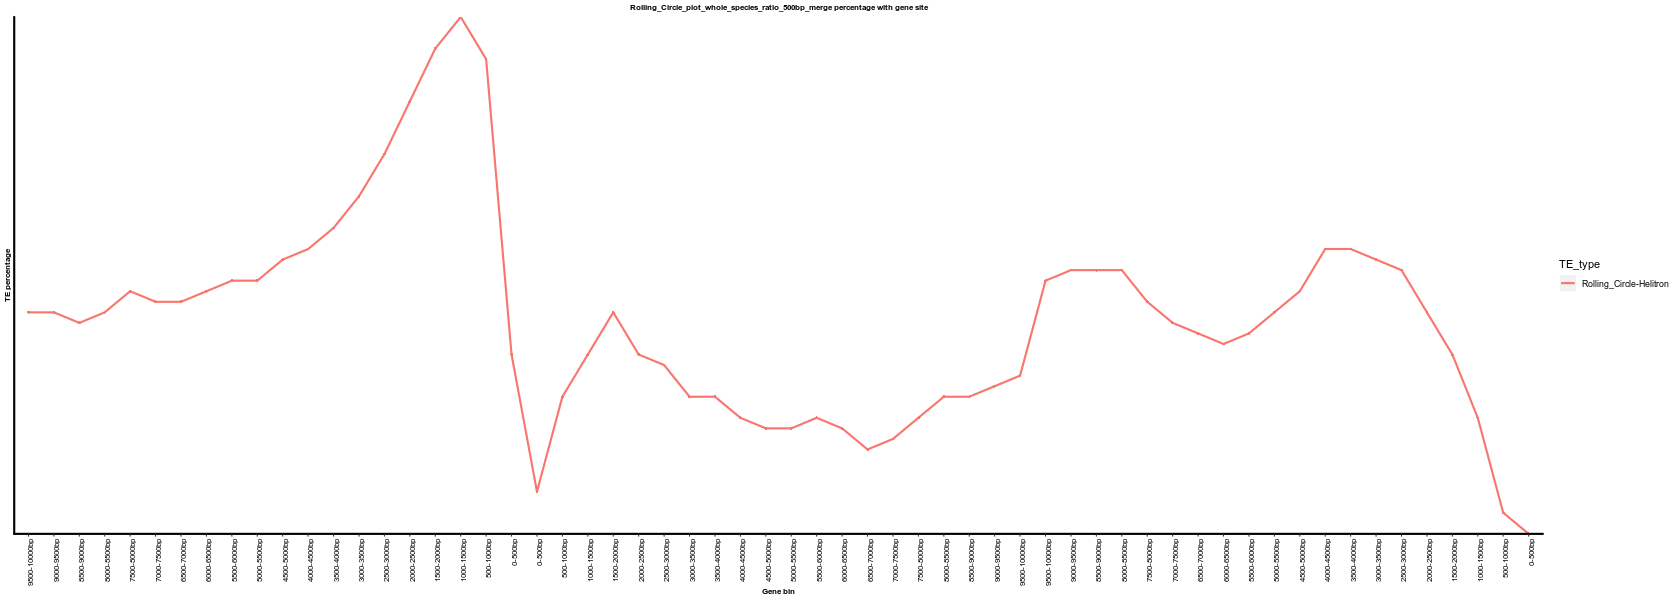 Rolling_Circle_plot_whole_species_ratio_500bp_merge percentage with gene site
TE percentage
TE_type
Rolling_Circle-Helitron
9500-10000bp
9000-9500bp
8500-9000bp
8000-8500bp
7500-5000bp
7000-7500bp
6500-7000bp
6000-6500bp
5500-6000bp
5000-5500bp
4500-5000bp
4000-4500bp
3500-4000bp
3000-3500bp
2500-3000bp
2000-2500bp
1500-2000bp
1000-1500bp
500-1000bp
0-500bp
0-500bp
500-1000bp
1000-1500bp
1500-2000bp
2000-2500bp
2500-3000bp
3000-3500bp
3500-4000bp
4000-4500bp
4500-5000bp
5000-5500bp
5500-6000bp
6000-6500bp
6500-7000bp
7000-7500bp
7500-5000bp
8000-8500bp
8500-9000bp
9000-9500bp
9500-10000bp
9500-10000bp
9000-9500bp
8500-9000bp
8000-8500bp
7500-5000bp
7000-7500bp
6500-7000bp
6000-6500bp
5500-6000bp
5000-5500bp
4500-5000bp
4000-4500bp
3500-4000bp
3000-3500bp
2500-3000bp
2000-2500bp
1500-2000bp
1000-1500bp
500-1000bp
0-500bp
Gene bin